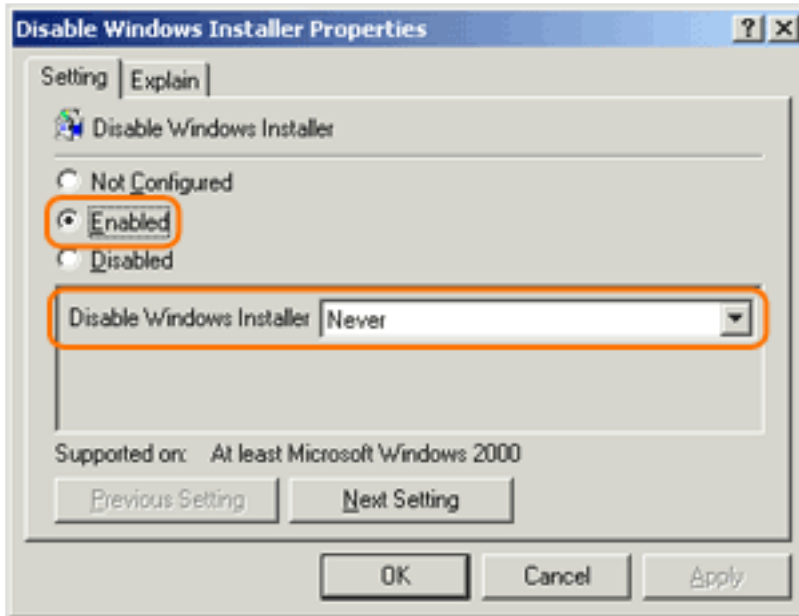 Disable Windows Installer Properties
Setting
Explain
Disable Windows Installer
Not Configured
Enabled
Disabled
Disable Windows Installer Never
Supported on: At least Microsoft Windows 2000
Previous Setting
Next Setting
OK
Cancel
Apply